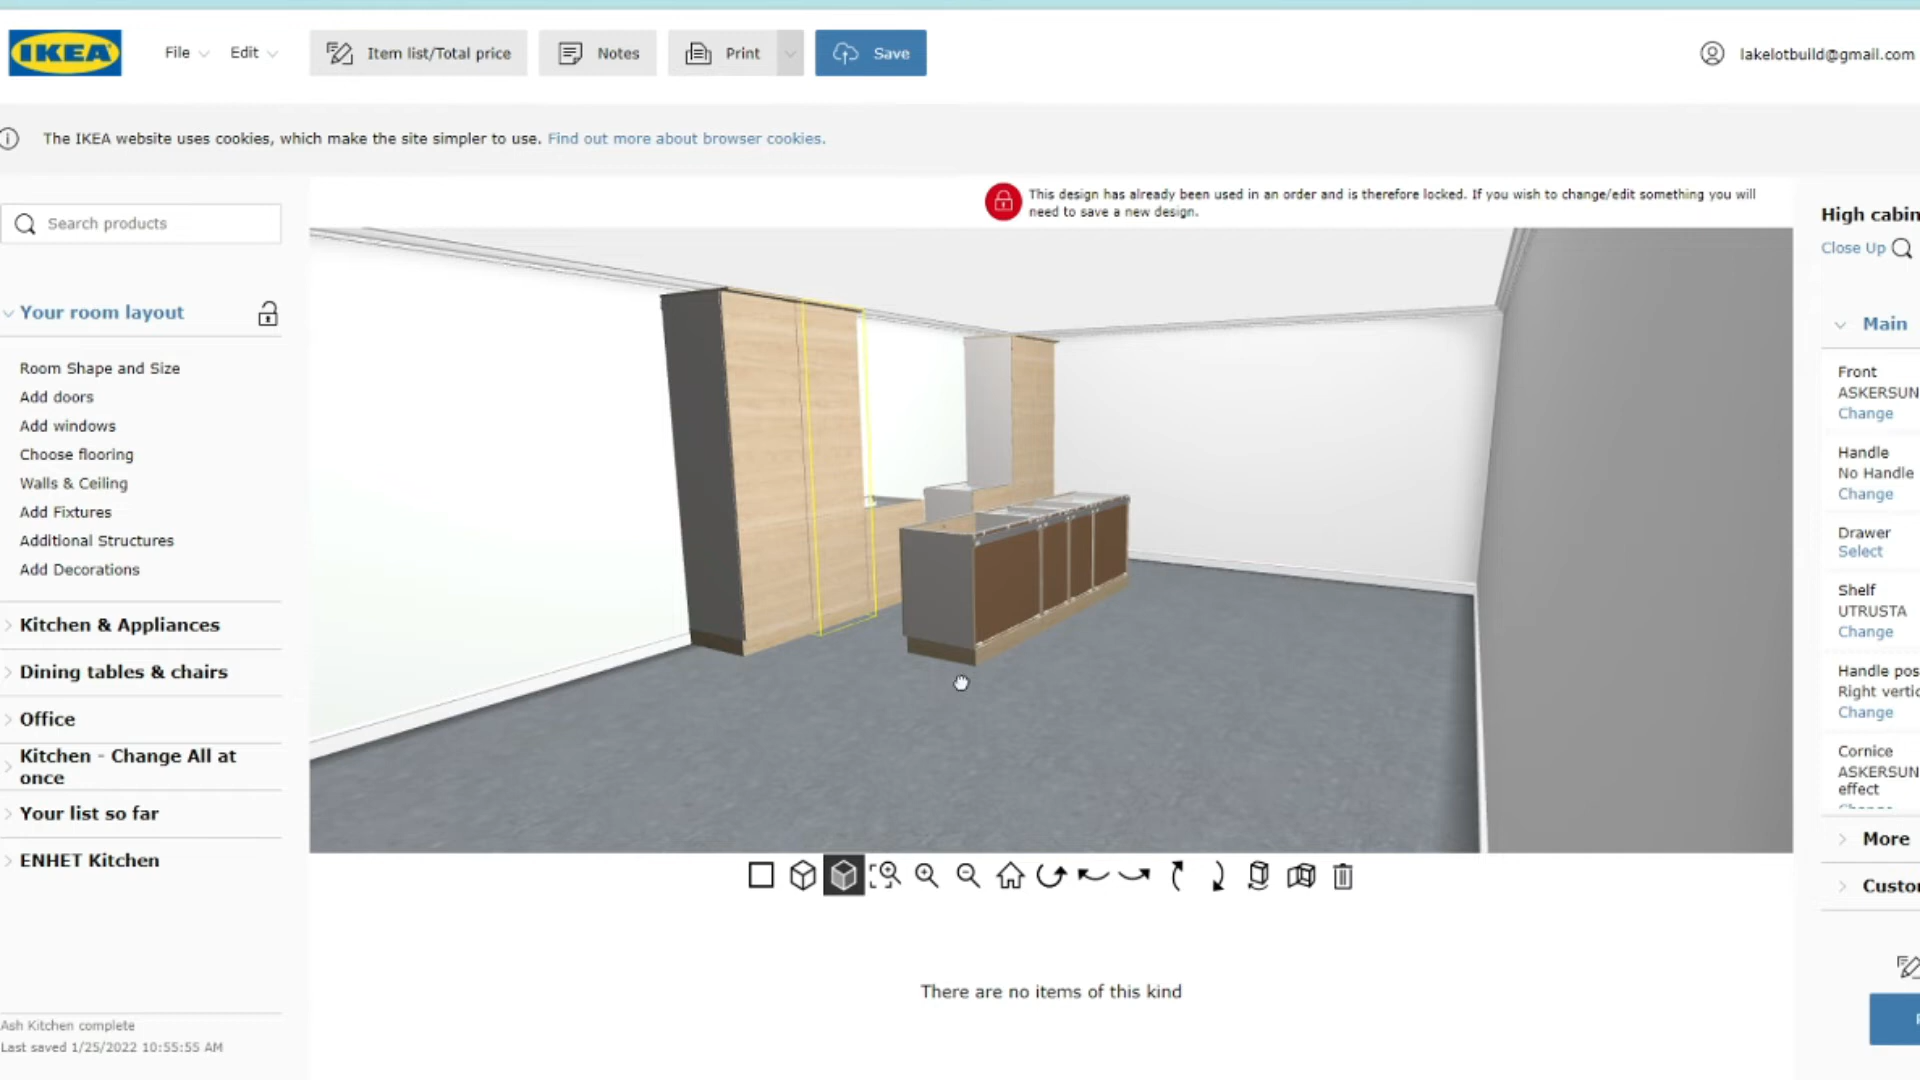 IKEA
File
Edit
Item list/Total price
Notes
Print
Save
lakelotbuild@gmail.com
The IKEA website uses cookies, which make the site simpler to use. Find out more about browser cookies.
This design has already been used in an order and is therefore locked. If you wish to change/edit something you will
need to save a new design.
Search products
Your room layout
Room Shape and Size
Add doors
Add windows
Choose flooring
Walls & Ceiling
Add Fixtures
Additional Structures
Add Decorations
Kitchen & Appliances
Dining tables & chairs
Office
Kitchen - Change All at
once
Your list so far
ENHET Kitchen
Ash Kitchen complete
Last saved 1/25/2022 10:55:55 AM
There are no items of this kind
High cabin
Close Up
Main
Front
ASKERSUN
Change
Handle
No Handle
Change
Drawer
Select
Shelf
UTRUSTA
Change
Handle pos
Right vertic
Change
Cornice
ASKERSUN
effect
More
Custo